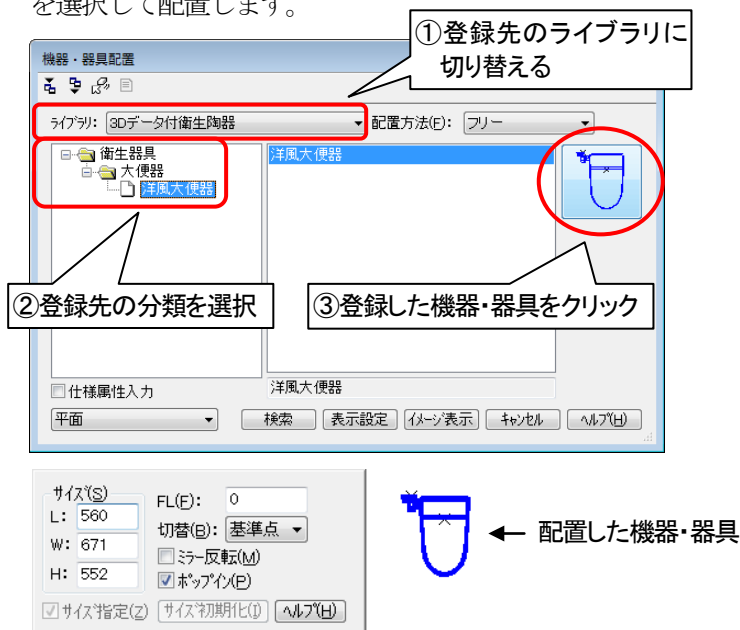 を選択して配置します。
①登録先のライブラリに
切り替える
機器・器具配置
ライブラリ: 3Dデータ付衛生陶器 配置方法(F): フリー
衛生器具
大便器
洋風大便器
洋風大便器
②登録先の分類を選択
③登録した機器・器具をクリック
仕様属性入力
洋風大便器
平面 検索 表示設定 イメージ表示 キャンセル ヘルプ(H)
サイズ(S)
L: 560
W: 671
H: 552
FL(F): 0
切替(B): 基準点
ミラー反転(M)
ポップイン(P)
サイズ指定(Z) サイズ初期化(I) ヘルプ(H)
← 配置した機器・器具